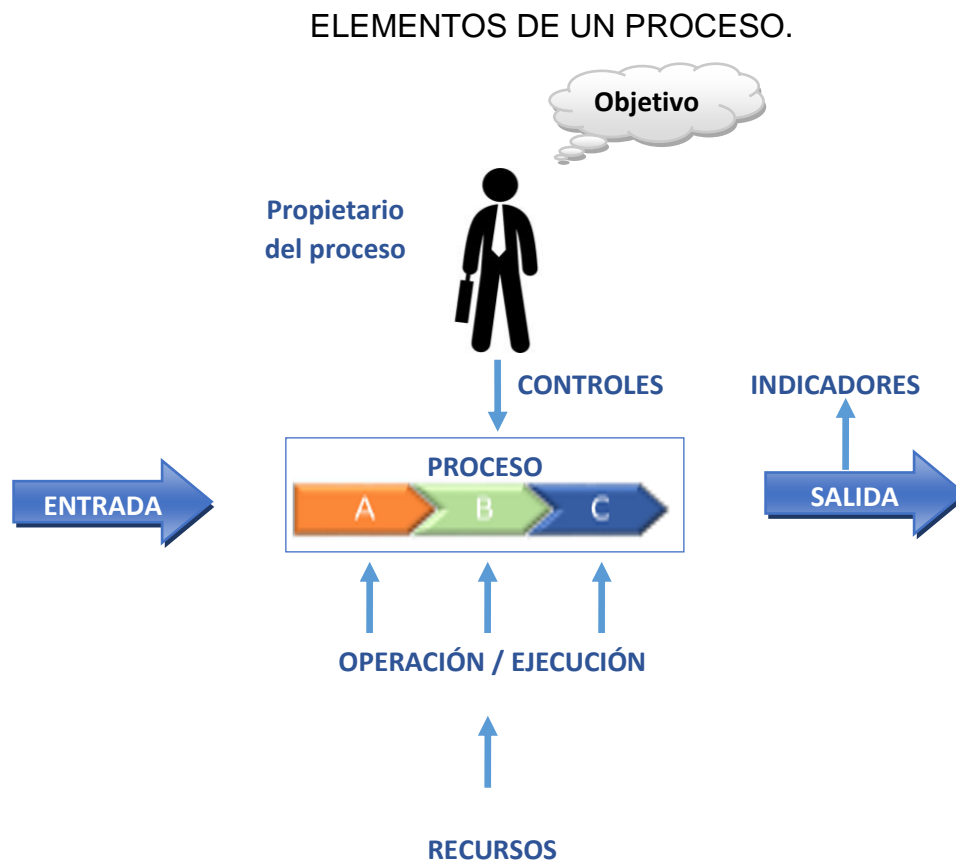 ELEMENTOS DE UN PROCESO.
Objetivo
Propietario
del proceso
CONTROLES
INDICADORES
PROCESO
ENTRADA
A B C
SALIDA
OPERACIÓN / EJECUCIÓN
RECURSOS